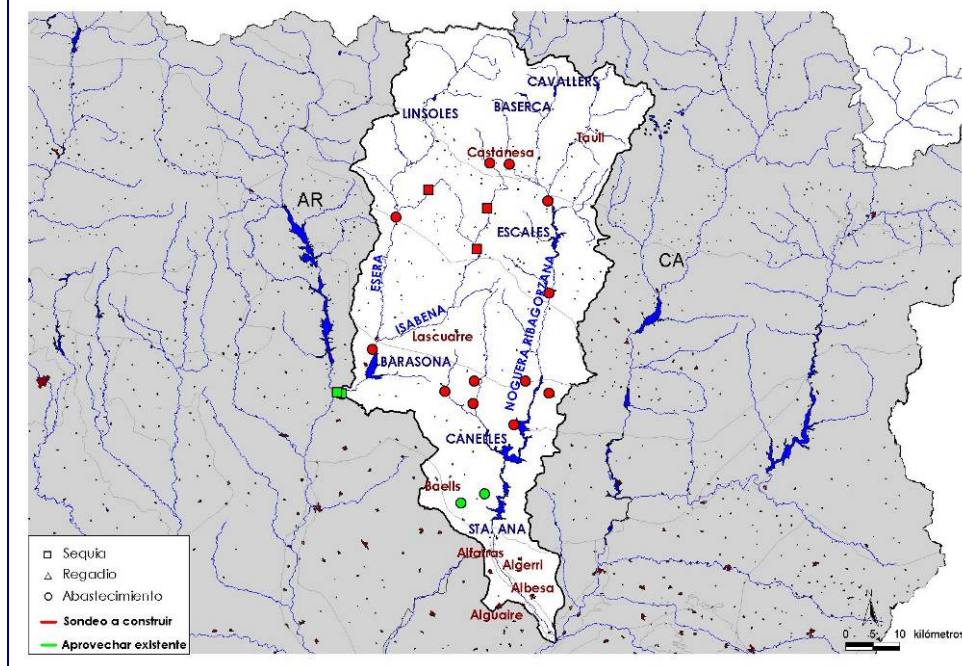 CAVALLERS
BASERCA
LINSOLES
Taüll
Castanesa
AR
ESCALES
CA
ESERA
NOGUERA RIBAGORZANA
ISABENA
Lascuarre
BARASONA
CANELLES
Baells
STA. ANA
Alfarras
Algerri
Albesa
Alguaire
Sequia
Regadio
Abastecimiento
Sondeo a construir
Aprovechar existente
N
0 5 10 kilómetros